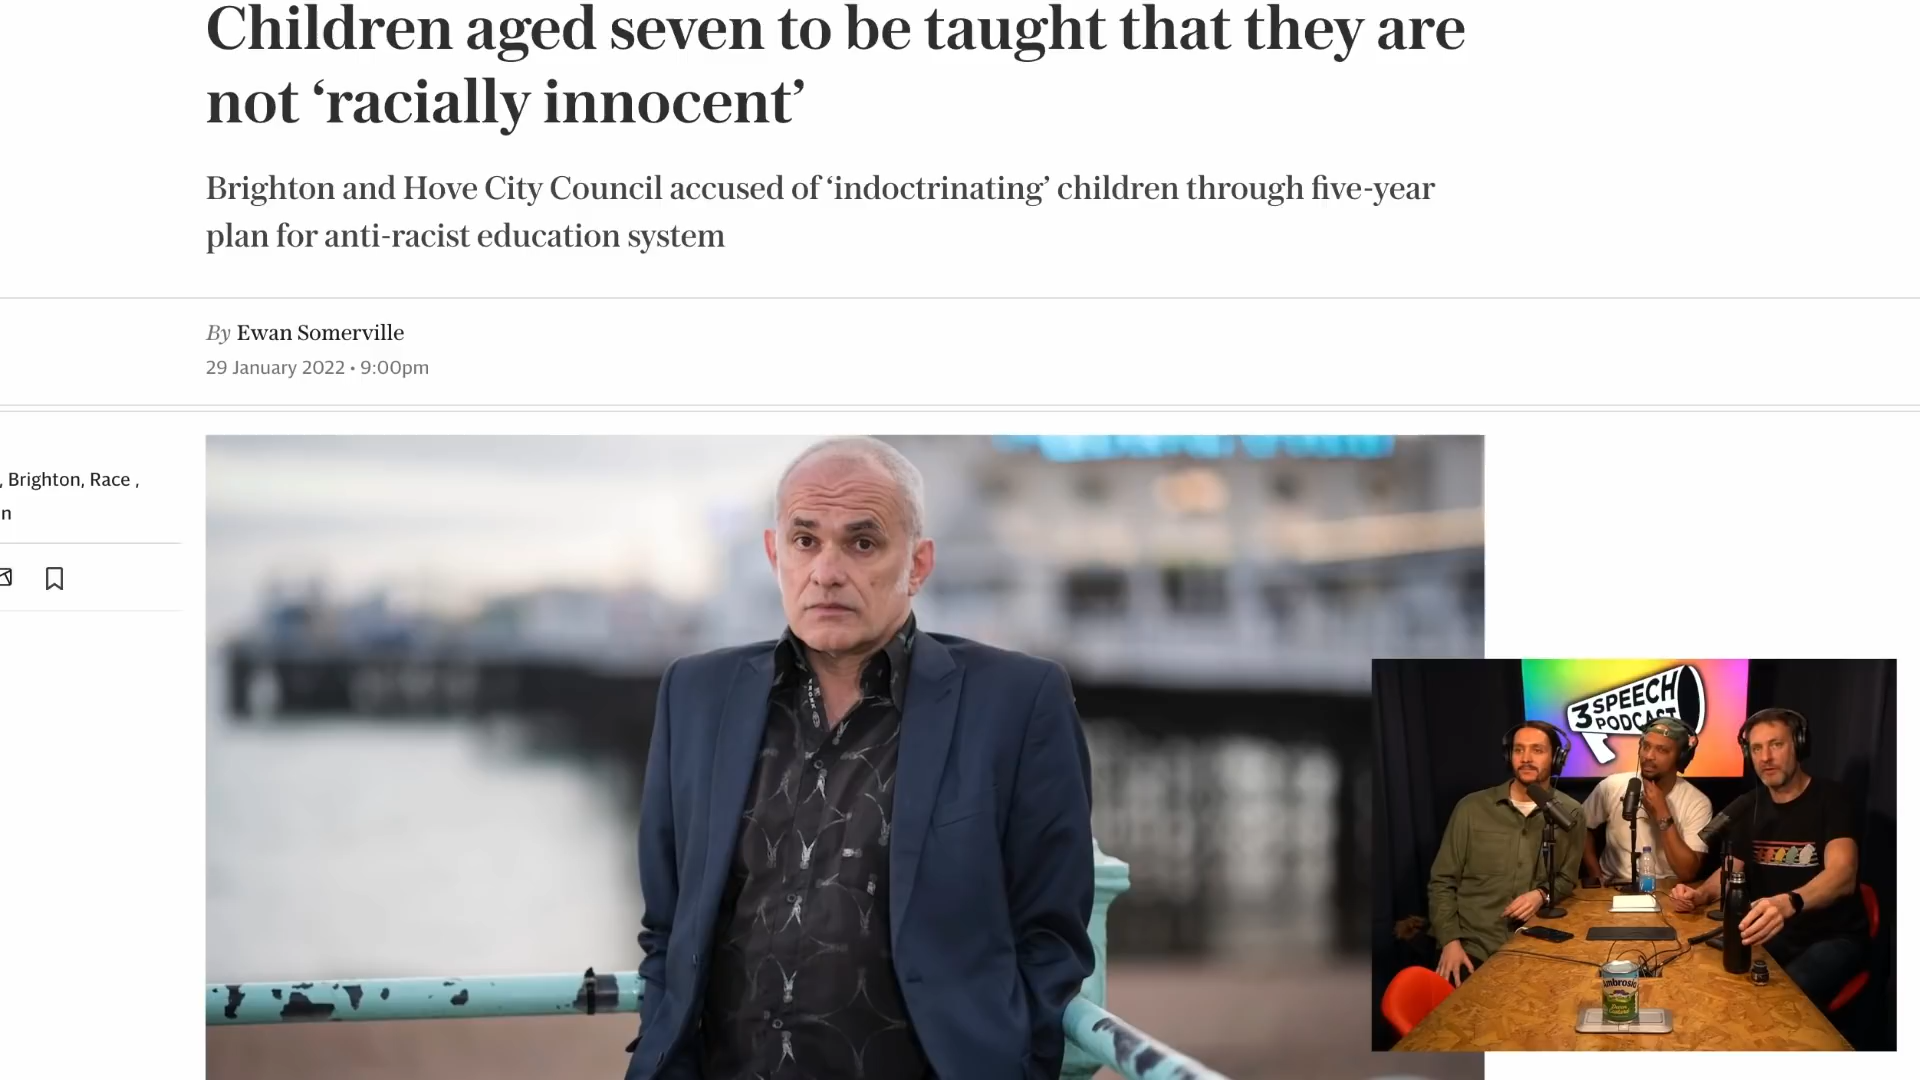 Children aged seven to be taught that they are
not ‘racially innocent’
Brighton and Hove City Council accused of ‘indoctrinating’ children through five-year
plan for anti-racist education system
By Ewan Somerville
29 January 2022 • 9:00pm
, Brighton, Race ,
n
3 SPEECH
PODCAST
Ambrosia